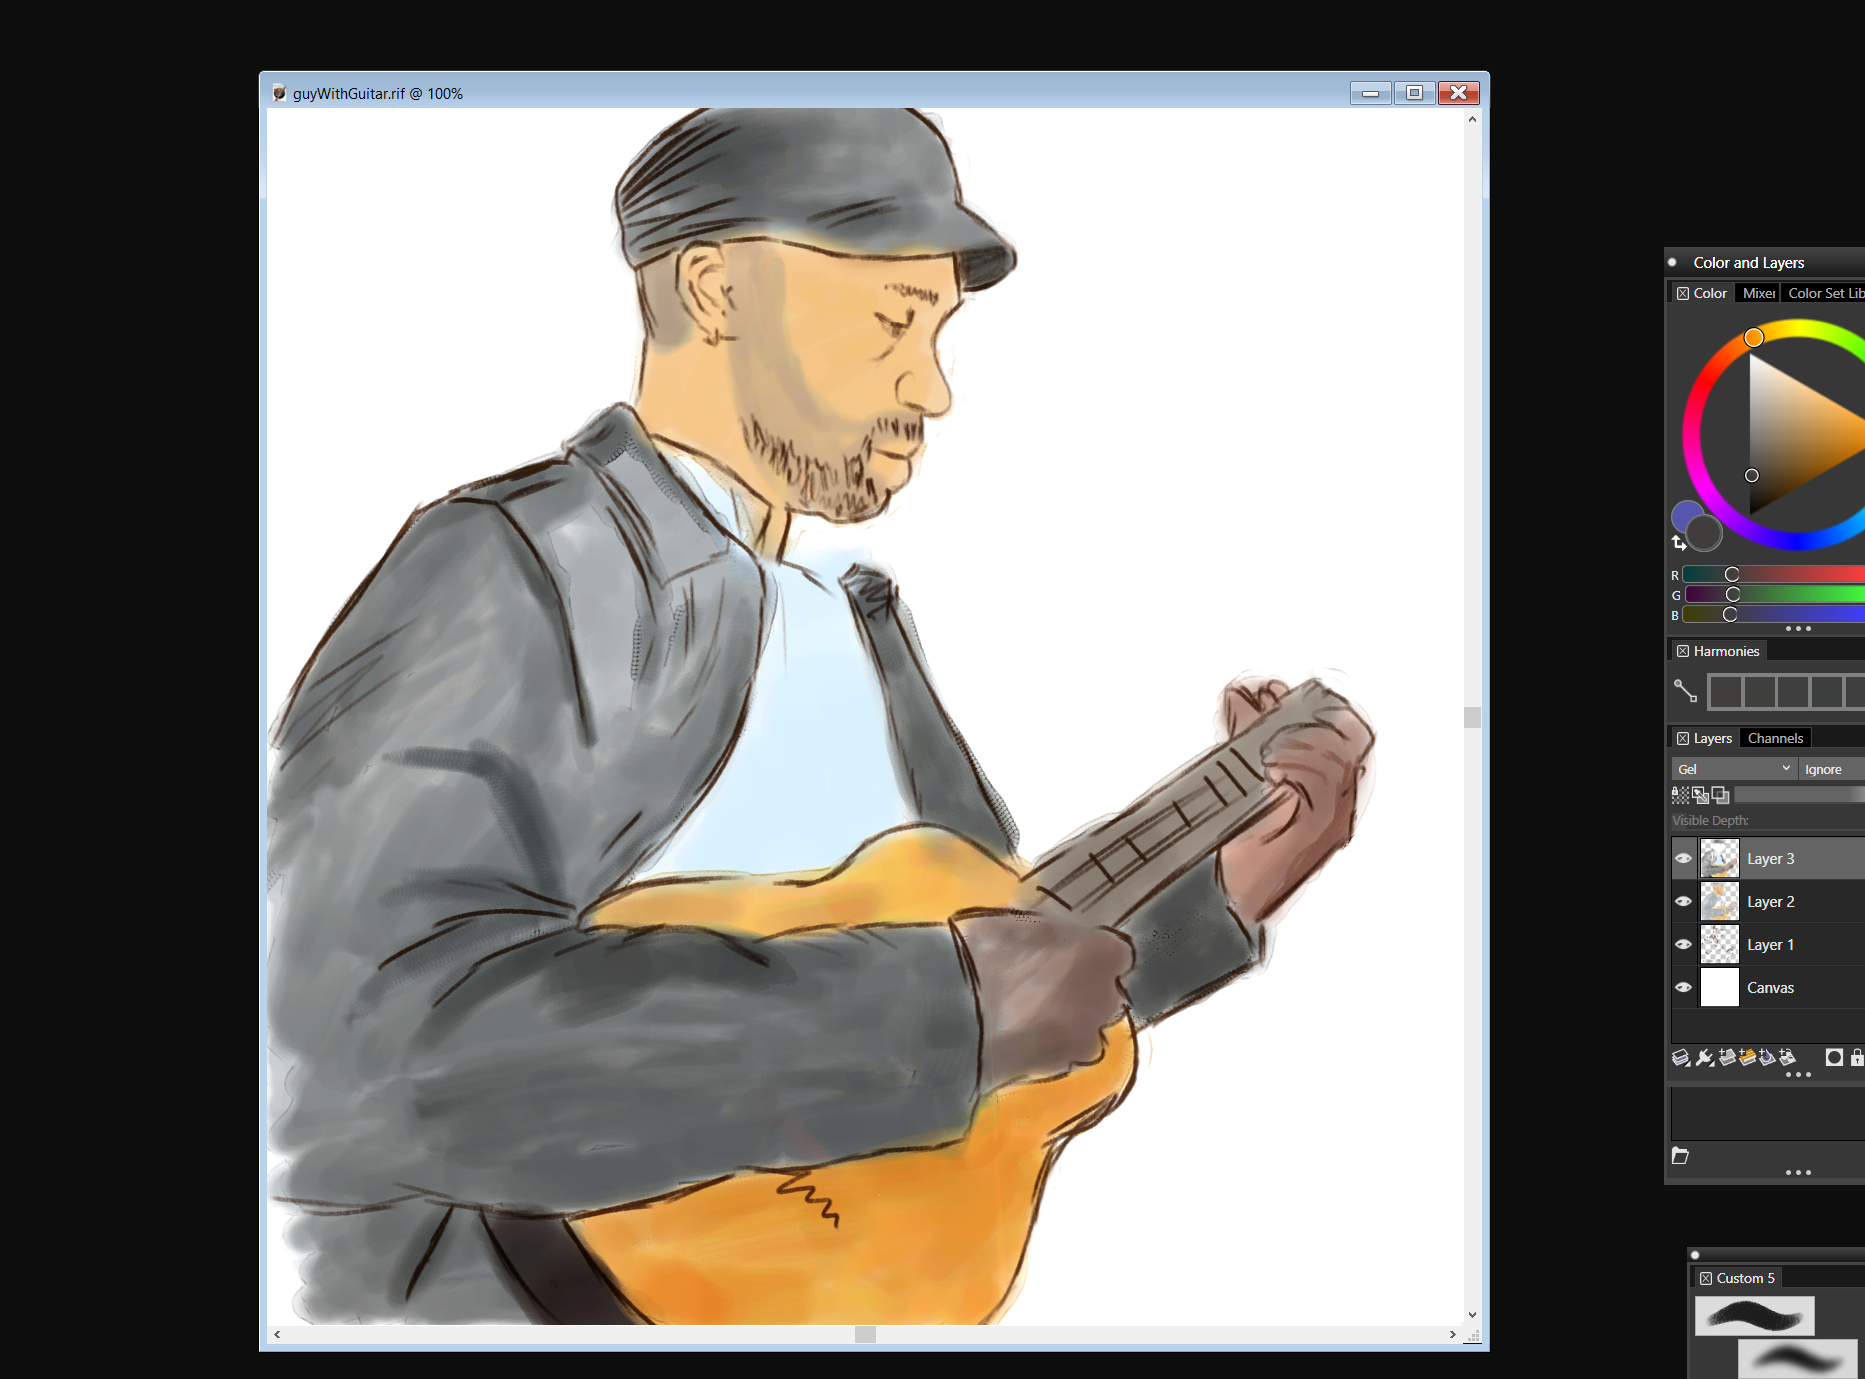 guyWithGuitar.rif @ 100%
Color and Layers
Color Mixer Color Set Lib
R
G
B
Harmonies
Layers Channels
Gel Ignore
Visible Depth:
Layer 3
Layer 2
Layer 1
Canvas
Custom 5